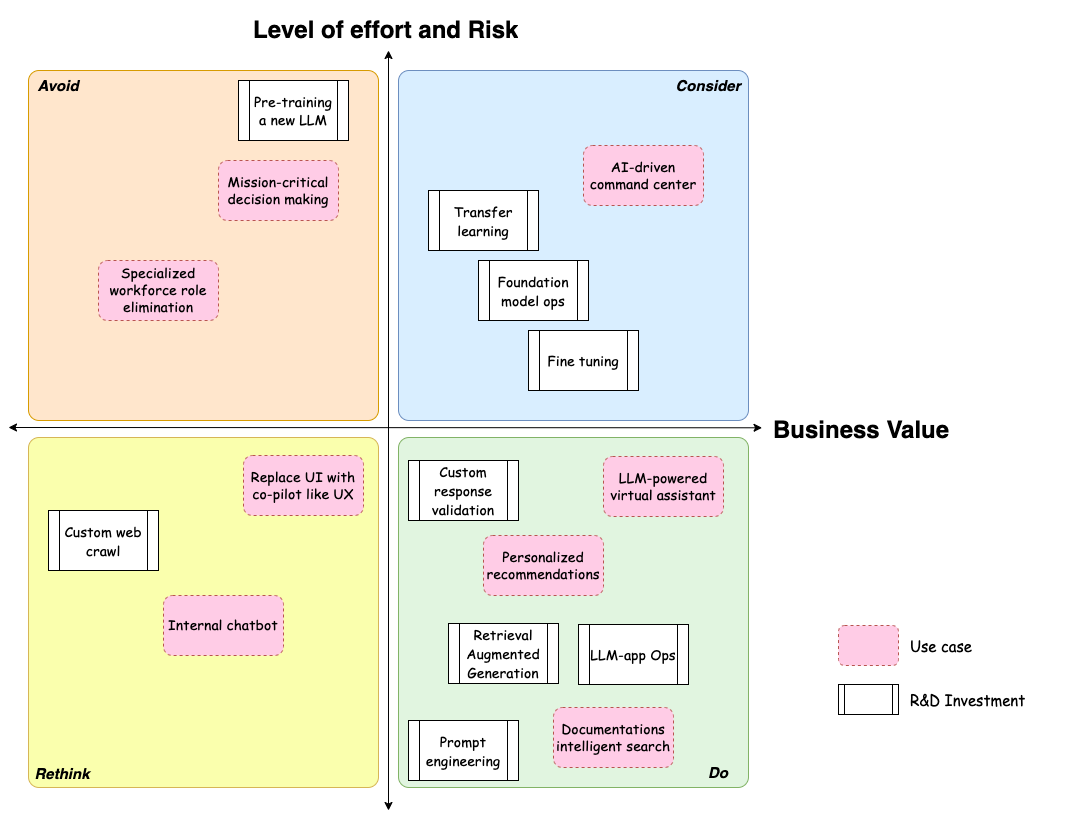 Level of effort and Risk
Avoid
Pre-training
a new LLM
Mission-critical
decision making
Specialized
workforce role
elimination
Consider
AI-driven
command center
Transfer
learning
Foundation
model ops
Fine tuning
Business Value
Replace UI with
co-pilot like UX
Custom web
crawl
Internal chatbot
Rethink
Custom
response
validation
LLM-powered
virtual assistant
Personalized
recommendations
Retrieval
Augmented
Generation
LLM-app Ops
Documentations
intelligent search
Prompt
engineering
Do
Use case
R&D Investment